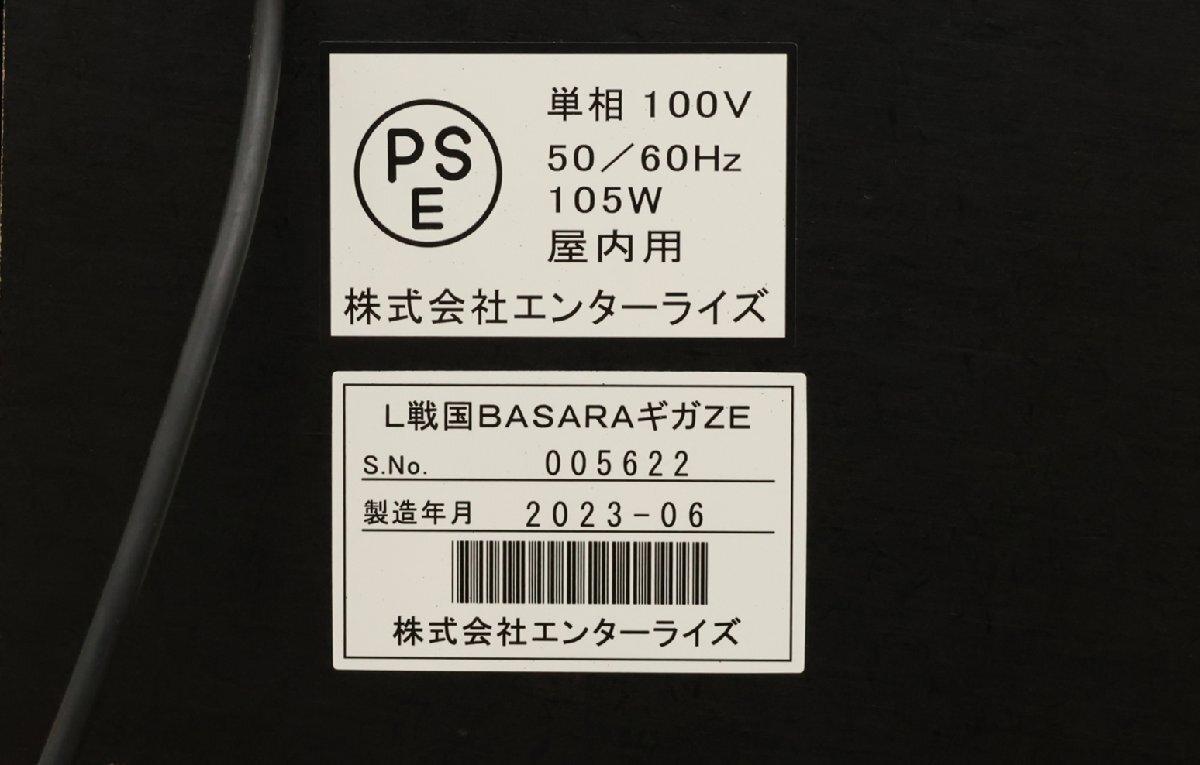 PS
E
単相 100V
50／60Hz
105W
屋内用
株式会社エンターライズ
L戦国BASARAギガZE
S.No. 005622
製造年月 2023-06
株式会社エンターライズ